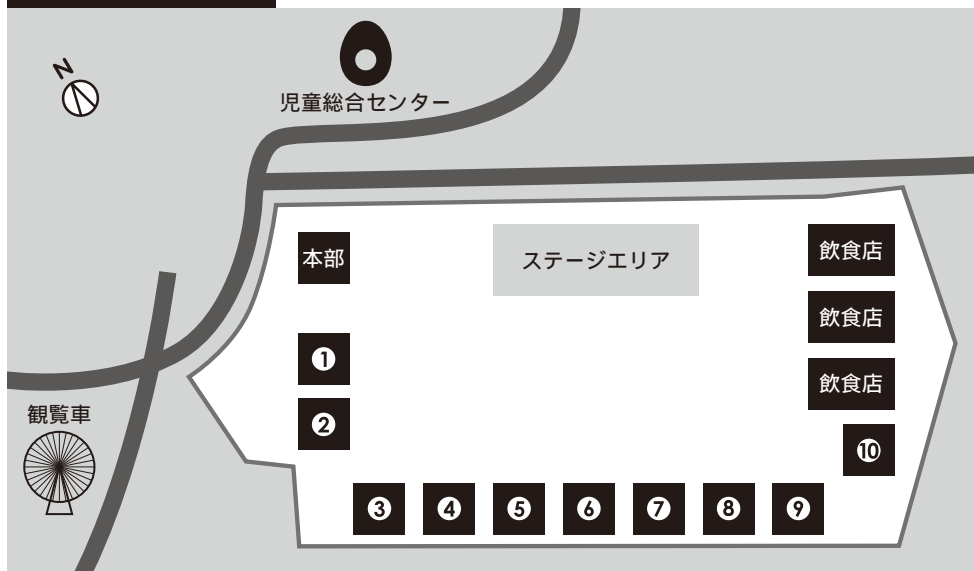 N
児童総合センター
本部
ステージエリア
飲食店
飲食店
❶
飲食店
❷
観覧車
❿
❸ ❹ ❺ ❻ ❼ ❽ ❾